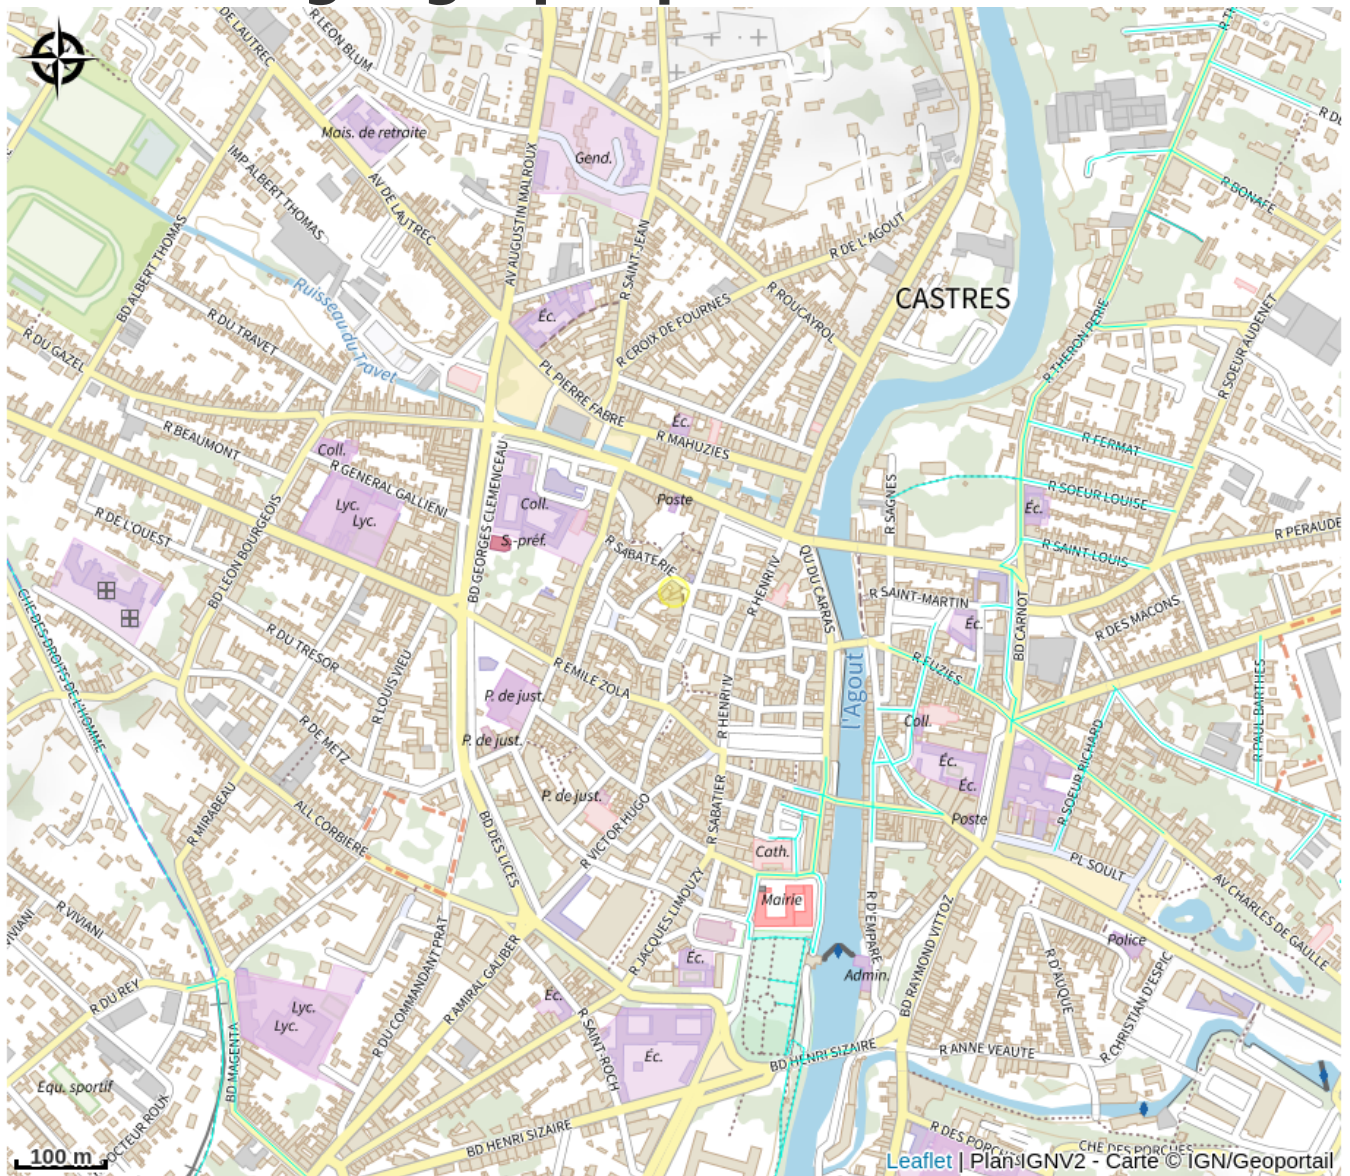 DE LAUTREC
R LEON BLUM
R DE L'AGOUT
Mais. de retraite
Gend.
R BONAFE
IMP ALBERT THOMAS
AV DE LAUTREC
AV AUGUSTIN MALROUX
R SAINT-JEAN
BD ALBERT THOMAS
Ruisseau du Travet
R DU TRAVET
R DU GAZEL
Éc.
R CROIX DE FOURNES
R ROUCAYROL
CASTRES
R THERON PERIE
R SOEUR AUDENET
PL PIERRE FABRE
Éc.
R MAHUZIES
R BEAUMONT
Coll.
R GENERAL GALLIENI
Lyc.
Lyc.
BD GEORGES CLEMENCEAU
Coll.
S.-préf.
Poste
R FERMAT
R SAGNES
R SOEUR LOUISE
Éc.
R SAINT-LOUIS
R DE L'OUEST
BD LEON BOURGEOIS
R SABATERIE
R HENRI IV
QU DU CARRAS
R SAINT-MARTIN
Éc.
BD CARNOT
R DES MACONS
CHE DES DROITS DE L'HOMME
R DU TRESOR
R LOUIS VIEU
R EMILE ZOLA
P. de just.
R HENRI IV
l'Agout
R FUZIES
Coll.
R PAUL BARTHES
R DE METZ
P. de just.
Éc.
Éc.
R SOEUR RICHARD
P. de just.
R MIRABEAU
ALL CORBIERE
BD DES LICES
R VICTOR HUGO
R SABATIER
Cath.
Poste
PL SOULT
Mairie
R VIVIANI
R JACQUES LIMOUZY
R D'EMPARE
BD RAYMOND VITTOZ
AV CHARLES DE GAULLE
Police
R DU REY
R DU COMMANDANT PRAT
R AMIRAL GALIBER
Éc.
Admin.
R D'AUQUE
R CHRISTIAN D'ESPIC
Lyc.
Lyc.
Éc.
R SAINT-ROCH
Éc.
BD HENRI SIZAIRE
R ANNE VEAUTE
BD MAGENTA
Equ. sportif
BD HENRI SIZAIRE
CHE DES PORCHES
100 m
Leaflet | PlanIGNV2 - Carte © IGN/Geoportail